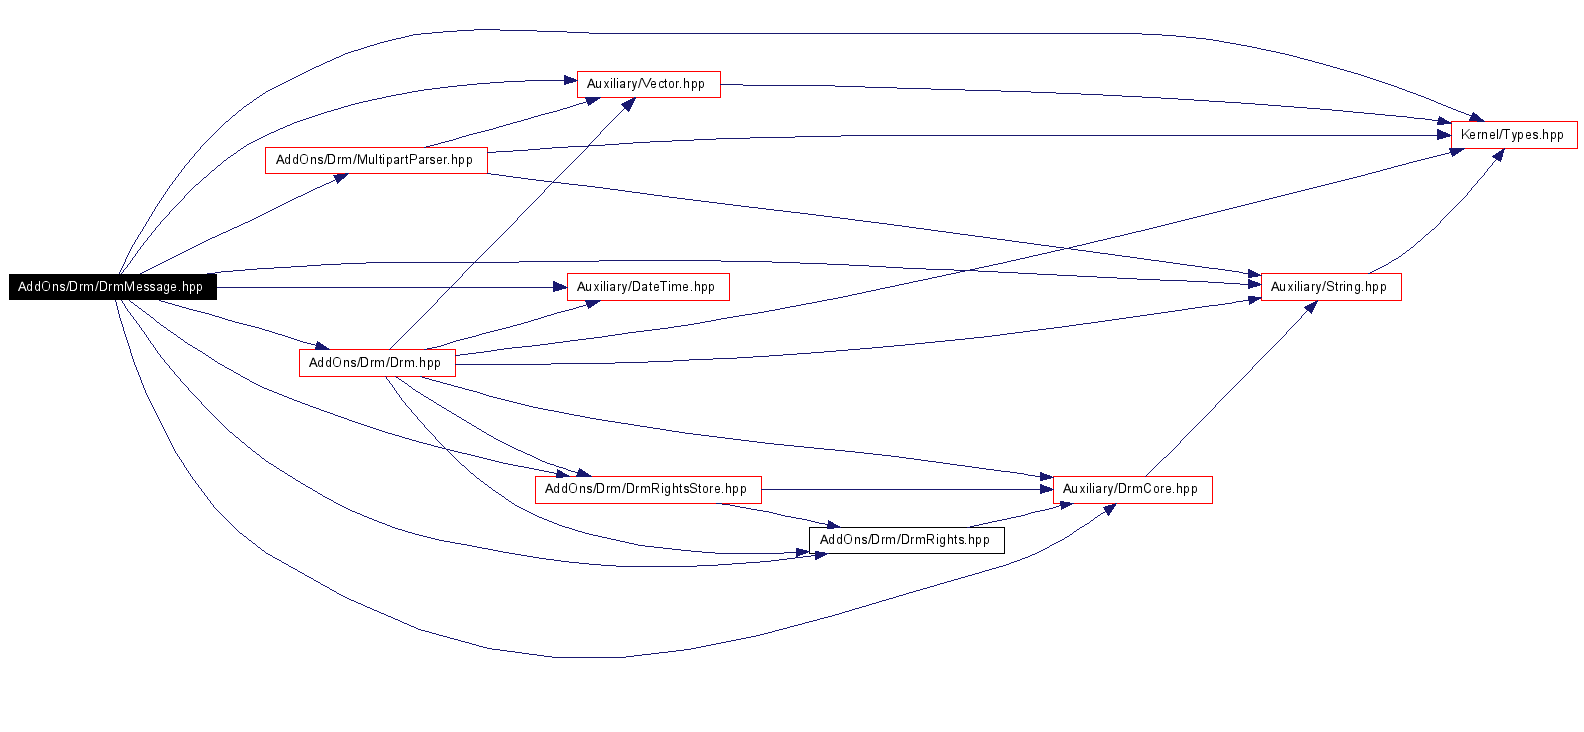 Auxiliary/Vector.hpp
Kernel/Types.hpp
AddOns/Drm/MultipartParser.hpp
AddOns/Drm/DrmMessage.hpp
Auxiliary/DateTime.hpp
Auxiliary/String.hpp
AddOns/Drm/Drm.hpp
AddOns/Drm/DrmRightsStore.hpp
Auxiliary/DrmCore.hpp
AddOns/Drm/DrmRights.hpp